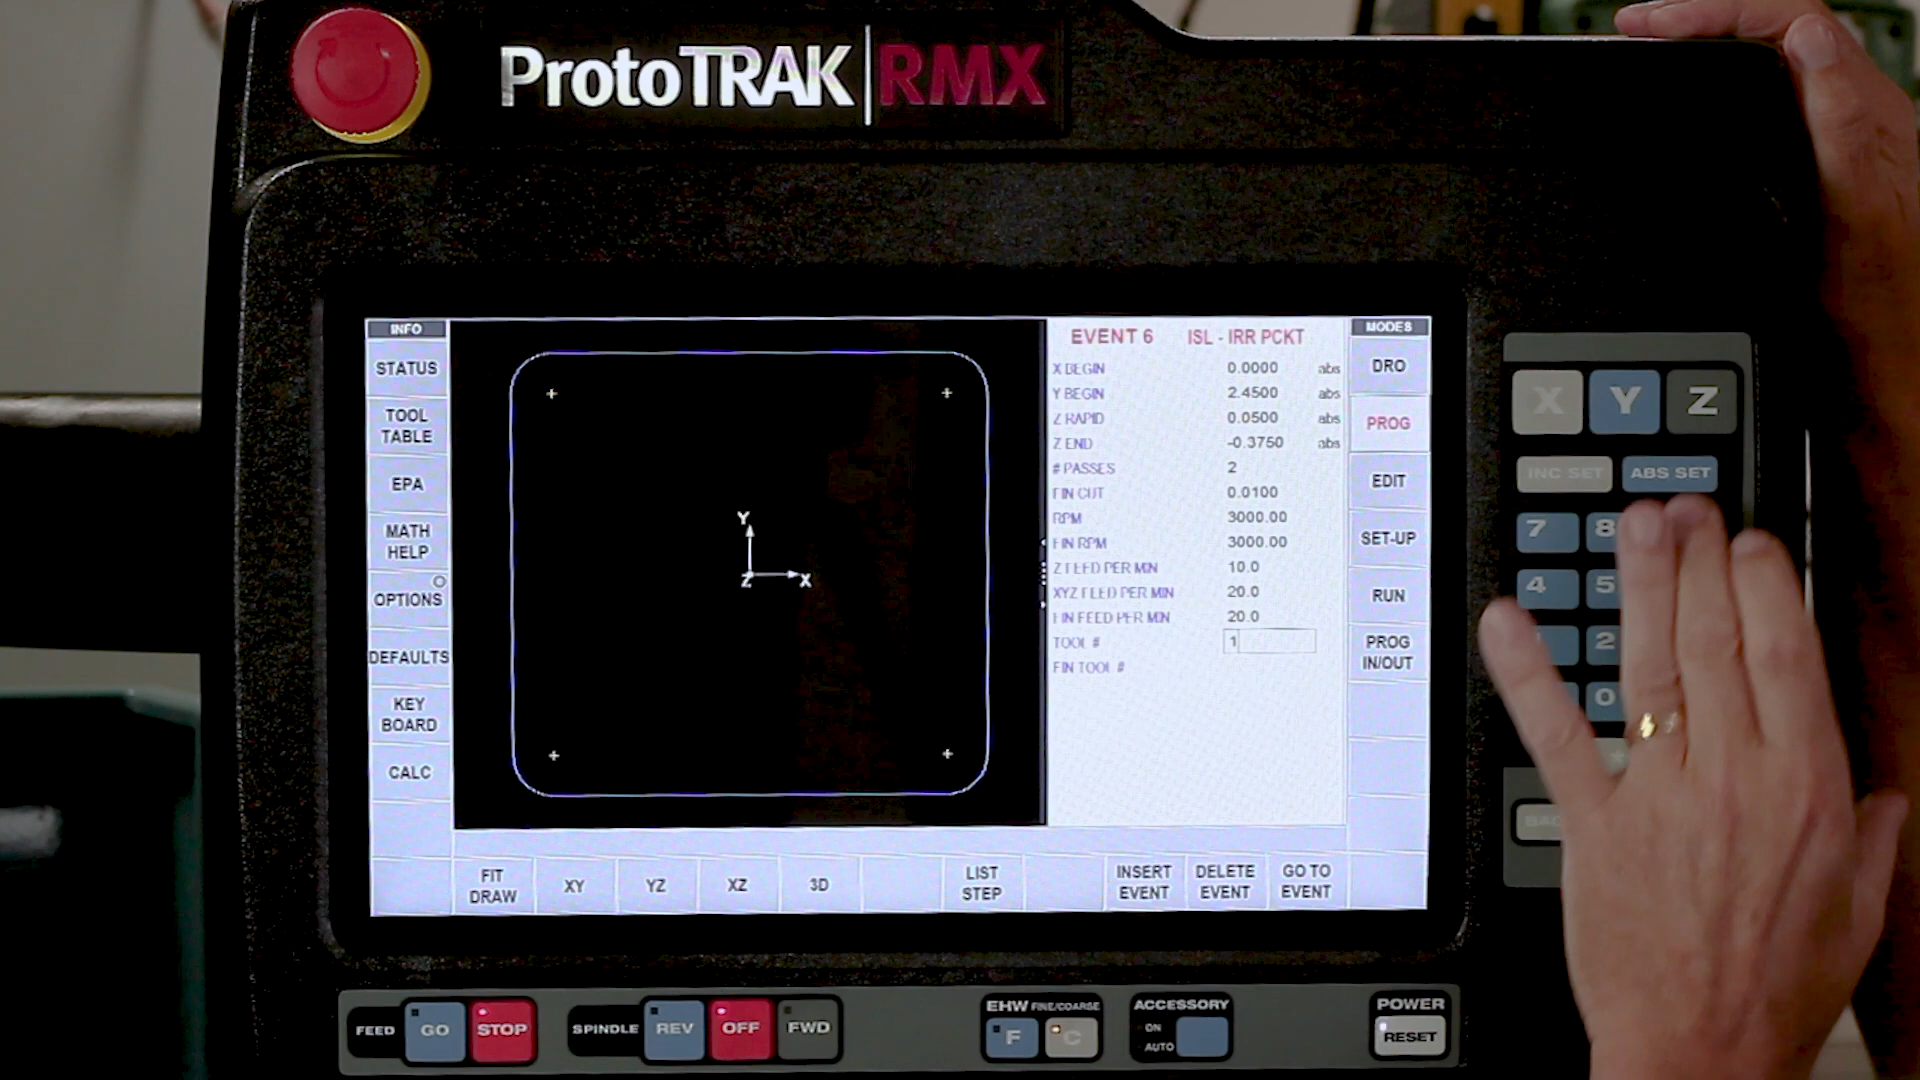 ProtoTRAK RMX
INFO
STATUS
TOOL
TABLE
EPA
MATH
HELP
OPTIONS
DEFAULTS
KEY
BOARD
CALC
Y
Z X
EVENT 6 ISL - IRR PCKT
X BEGIN 0.0000 abs
Y BEGIN 2.4500 abs
Z RAPID 0.0500 abs
Z END -0.3750 abs
# PASSES 2
FIN CUT 0.0100
RPM 3000.00
FIN RPM 3000.00
Z FEED PER MIN 10.0
XYZ FEED PER MIN 20.0
FIN FEED PER MIN 20.0
TOOL # 1
FIN TOOL #
MODES
DRO
PROG
EDIT
SET-UP
RUN
PROG
IN/OUT
FIT
DRAW
XY
YZ
XZ
3D
LIST
STEP
INSERT
EVENT
DELETE
EVENT
GO TO
EVENT
X Y Z
INC SET ABS SET
7 8
4 5
2
0
FEED GO STOP
SPINDLE REV OFF FWD
EHW FINE/COARSE
F C
ACCESSORY
ON
AUTO
POWER
RESET